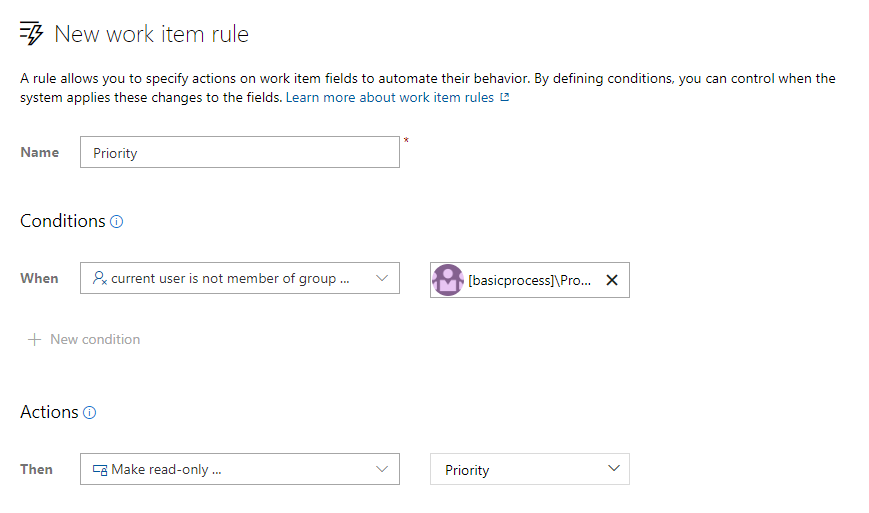 New work item rule
A rule allows you to specify actions on work item fields to automate their behavior. By defining conditions, you can control when the
system applies these changes to the fields. Learn more about work item rules
Name Priority *
Conditions
When current user is not member of group ... [basicprocess]\Pro...
+ New condition
Actions
Then Make read-only ... Priority